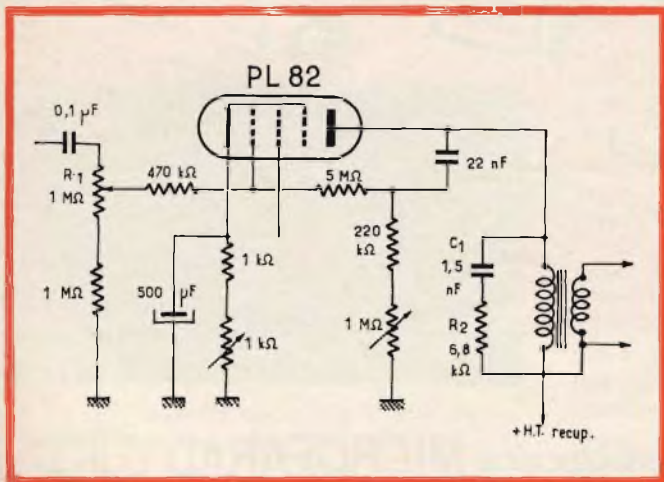 PL 82
0,1 µF
R1
1 MΩ
470 kΩ
5 MΩ
22 nF
1 MΩ
500 µF
1 kΩ
1 kΩ
220
kΩ
1 MΩ
C1
1,5
nF
R2
6,8
kΩ
+H.T. recup.